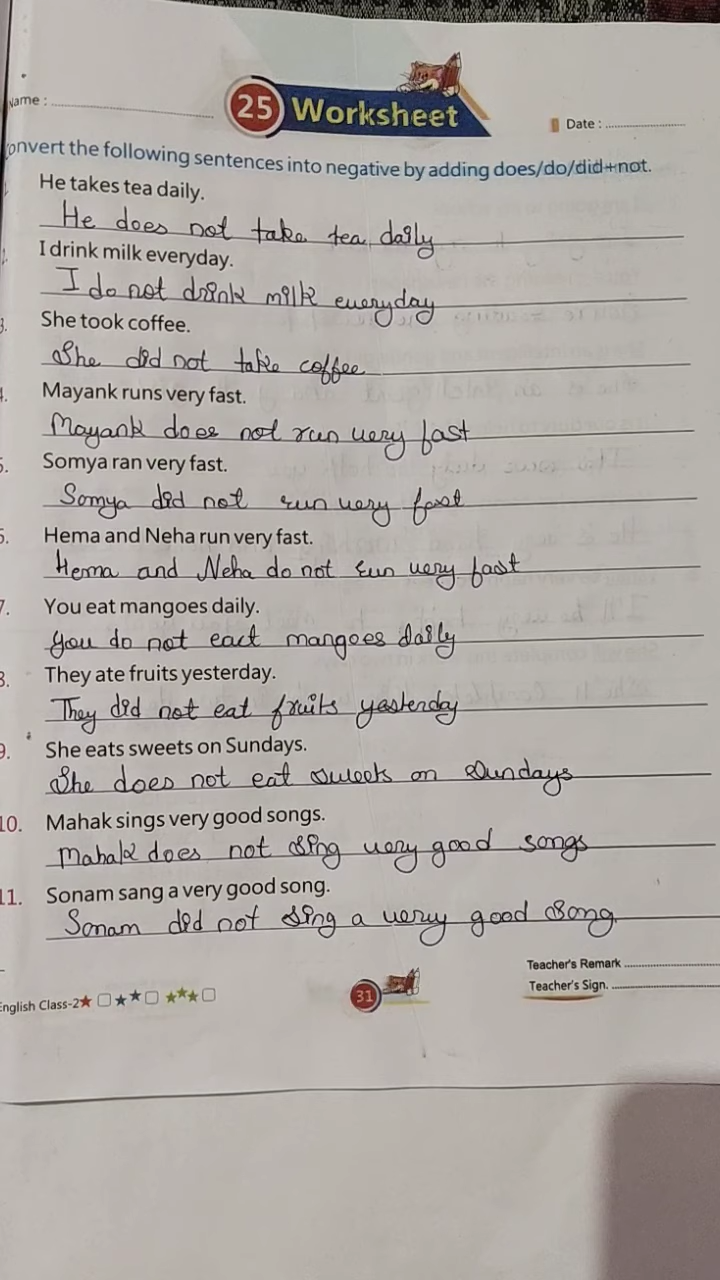 Name :
25 Worksheet
Date :
onvert the following sentences into negative by adding does/do/did+not.
He takes tea daily.
He does not take tea daily
I drink milk everyday.
I do not drink milk everyday
3. She took coffee.
She did not take coffee
4. Mayank runs very fast.
Mayank does not run very fast
5. Somya ran very fast.
Somya did not run very fast
6. Hema and Neha run very fast.
Hema and Neha do not run very fast
7. You eat mangoes daily.
You do not eact mangoes daily
8. They ate fruits yesterday.
They did not eat fruits yesterday
9. She eats sweets on Sundays.
She does not eat sweets on Sundays
10. Mahak sings very good songs.
Mahak does not sing very good songs
11. Sonam sang a very good song.
Sonam did not sing a very good song.
Teacher's Remark
English Class-2
31
Teacher's Sign.